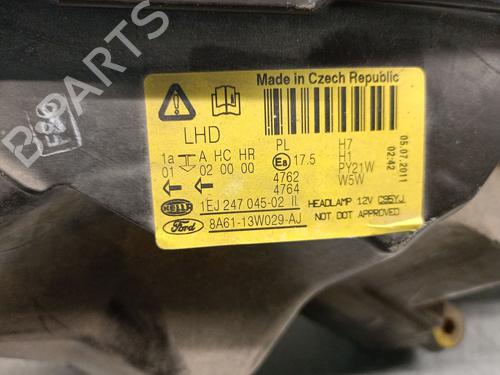 B-PARTS
Made in Czech Republic
LHD
PL
H7
1a A HC HR
17.5
H1
01 02 00 00
PY21W
4762
W5W
4764
05.07.2011
02:42
HELLA
1EJ 247 045-02 IL
HEADLAMP 12V C95YJ
Ford
8A61-13W029-AJ
NOT DOT APPROVED